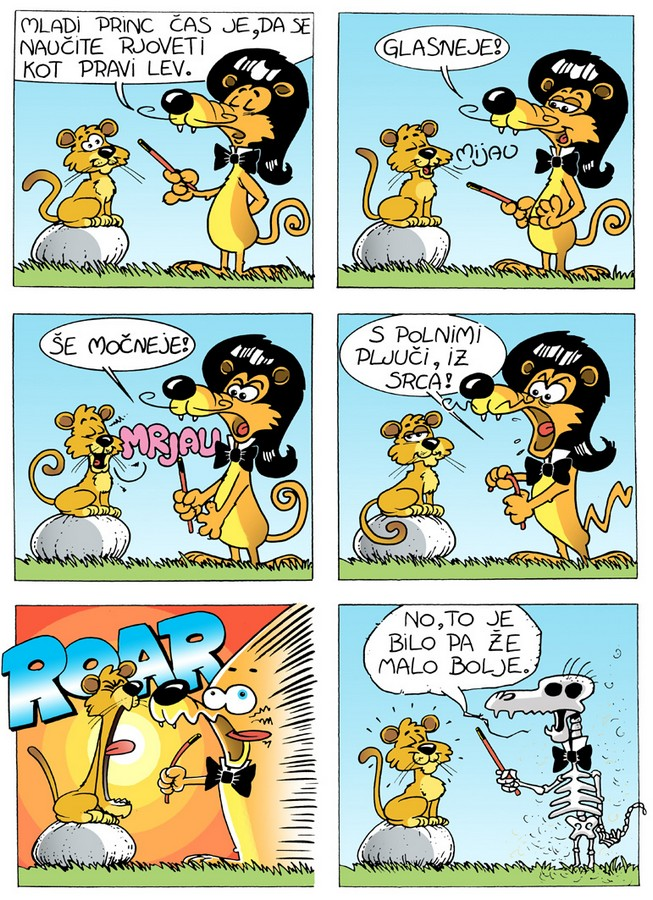 MLADI PRINC ČAS JE,DA SE
NAUČITE RJOVETI
KOT PRAVI LEV.
GLASNEJE!
MIJAU
ŠE MOČNEJE!
MRJAU
S POLNIMI
PLJUČI, IZ
SRCA!
ROAR
NO,TO JE
BILO PA ŽE
MALO BOLJE.